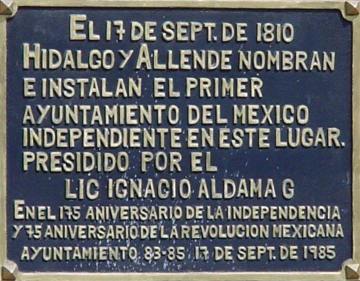 EL 17 DE SEPT. DE 1810
HIDALGO Y ALLENDE NOMBRAN
E INSTALAN EL PRIMER
AYUNTAMIENTO DEL MEXICO
INDEPENDIENTE EN ESTE LUGAR.
PRESIDIDO POR EL
LIC IGNACIO ALDAMA G
EN EL 175 ANIVERSARIO DE LA INDEPENDENCIA
Y 75 ANIVERSARIO DE LA REVOLUCION MEXICANA
AYUNTAMIENTO 83-85 17 DE SEPT. DE 1985